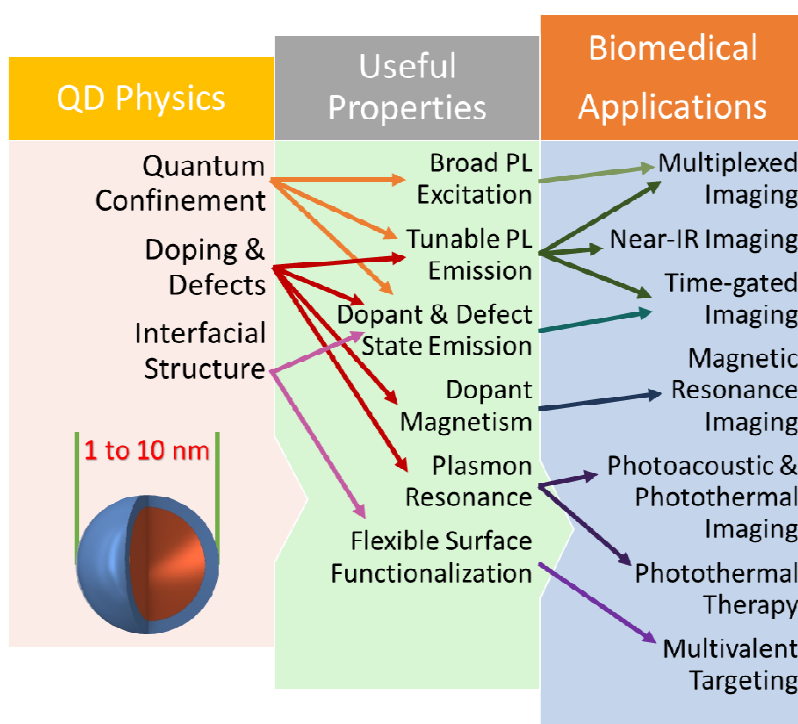 QD Physics
Quantum
Confinement
Doping &
Defects
Interfacial
Structure
1 to 10 nm
Useful
Properties
Broad PL
Excitation
Tunable PL
Emission
Dopant & Defect
State Emission
Dopant
Magnetism
Plasmon
Resonance
Flexible Surface
Functionalization
Biomedical
Applications
Multiplexed
Imaging
Near-IR Imaging
Time-gated
Imaging
Magnetic
Resonance
Imaging
Photoacoustic &
Photothermal
Imaging
Photothermal
Therapy
Multivalent
Targeting